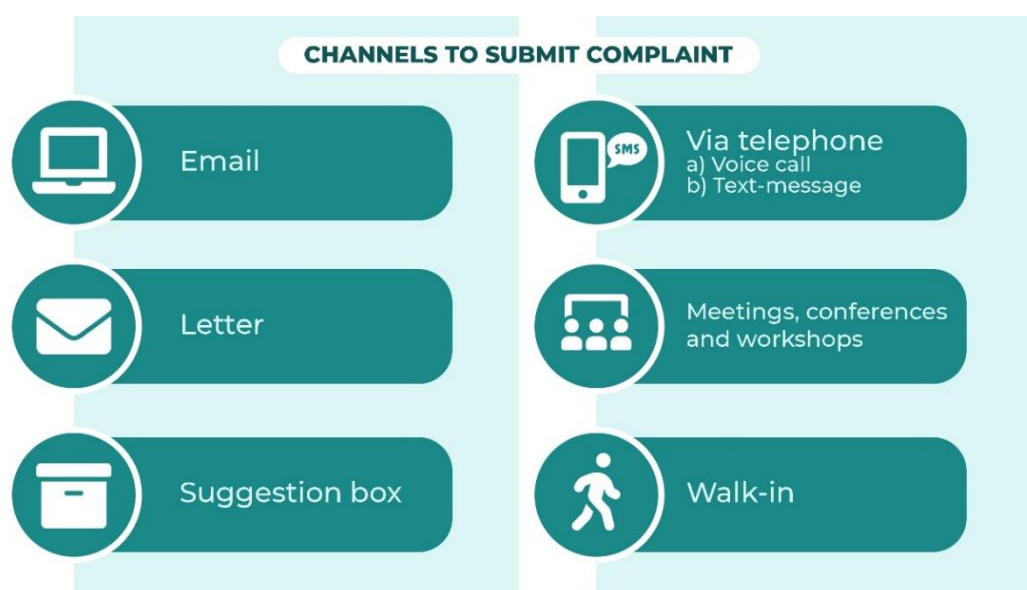 CHANNELS TO SUBMIT COMPLAINT
Email
Letter
Suggestion box
SMS
Via telephone
a) Voice call
b) Text-message
Meetings, conferences
and workshops
Walk-in